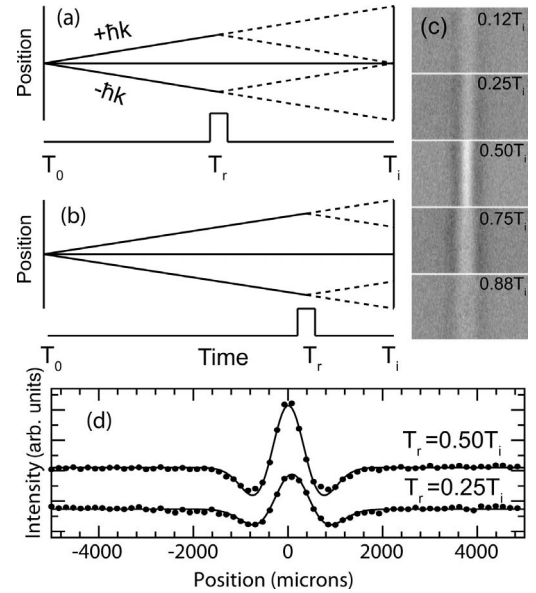 (a)
Position
+ħk
-ħk
T₀
Tᵣ
Tᵢ
(b)
Position
T₀
Time
Tᵣ
Tᵢ
(c)
0.12Tᵢ
0.25Tᵢ
0.50Tᵢ
0.75Tᵢ
0.88Tᵢ
(d)
Intensity (arb. units)
Tᵣ=0.50Tᵢ
Tᵣ=0.25Tᵢ
-4000 -2000 0 2000 4000
Position (microns)